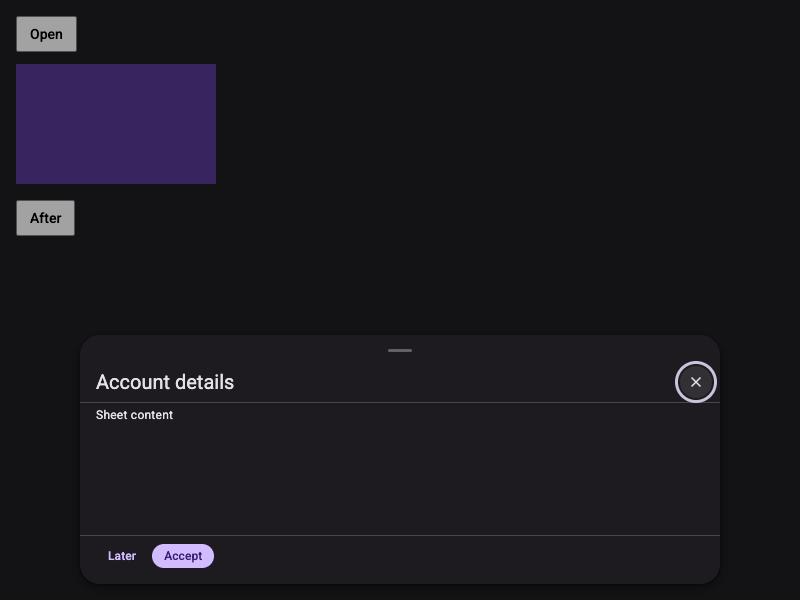 Open
After
Account details
Sheet content
Later Accept